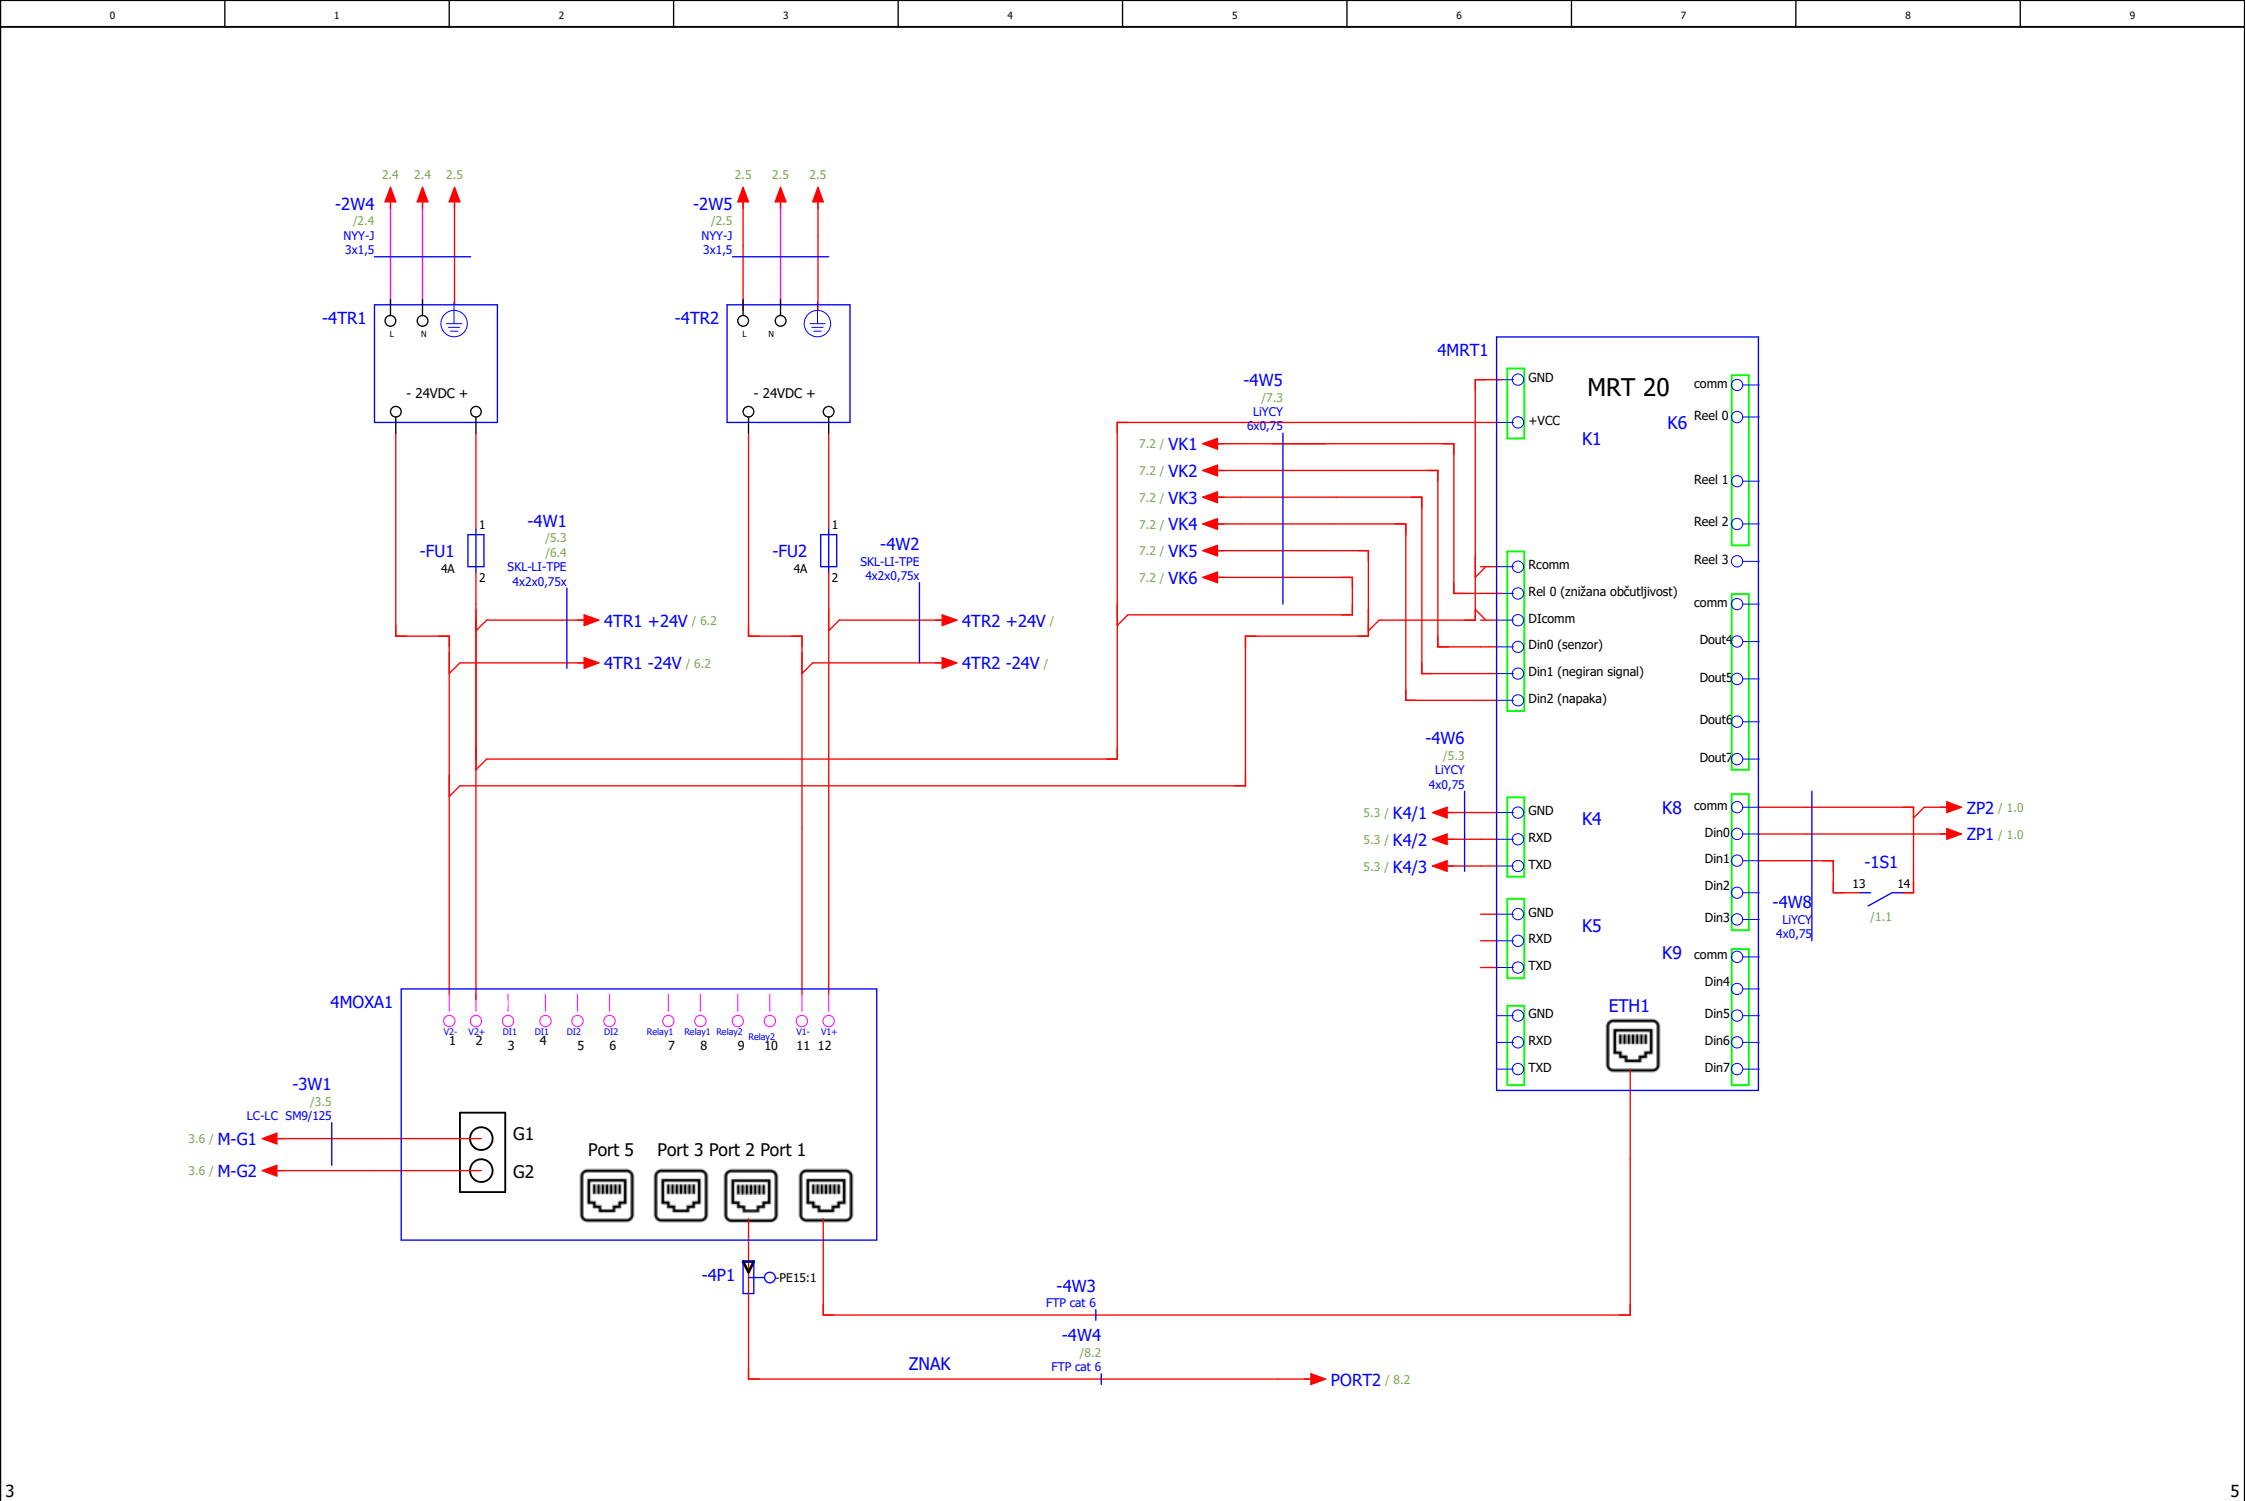 0 1 2 3 4 5 6 7 8 9
2.4 2.4 2.5
-2W4
/2.4
NYY-J
3x1,5
2.5 2.5 2.5
-2W5
/2.5
NYY-J
3x1,5
-4TR1
L N
- 24VDC +
-4TR2
L N
- 24VDC +
-FU1
4A
1
2
-4W1
/5.3
/6.4
SKL-LI-TPE
4x2x0,75x
-FU2
4A
1
2
-4W2
SKL-LI-TPE
4x2x0,75x
4TR1 +24V / 6.2
4TR1 -24V / 6.2
4TR2 +24V /
4TR2 -24V /
-4W5
/7.3
LiYCY
6x0,75
7.2 / VK1
7.2 / VK2
7.2 / VK3
7.2 / VK4
7.2 / VK5
7.2 / VK6
4MRT1
MRT 20
GND
+VCC
K1
Rcomm
Rel 0 (znižana občutljivost)
DIcomm
Din0 (senzor)
Din1 (negiran signal)
Din2 (napaka)
K6
comm
Reel 0
Reel 1
Reel 2
Reel 3
comm
Dout4
Dout5
Dout6
Dout7
-4W6
/5.3
LiYCY
4x0,75
5.3 / K4/1
5.3 / K4/2
5.3 / K4/3
GND
RXD
TXD
K4
GND
RXD
TXD
K5
GND
RXD
TXD
K8
comm
Din0
Din1
Din2
Din3
K9
comm
Din4
Din5
Din6
Din7
ETH1
ZP2 / 1.0
ZP1 / 1.0
-1S1
13 14
/1.1
-4W8
LiYCY
4x0,75
4MOXA1
V2- V2+ DI1 DI1 DI2 DI2 Relay1 Relay1 Relay2 Relay2 V1- V1+
1 2 3 4 5 6 7 8 9 10 11 12
-3W1
/3.5
LC-LC SM9/125
3.6 / M-G1
3.6 / M-G2
G1
G2
Port 5 Port 3 Port 2 Port 1
-4P1
-PE15:1
-4W3
FTP cat 6
-4W4
/8.2
FTP cat 6
ZNAK
PORT2 / 8.2
3
5